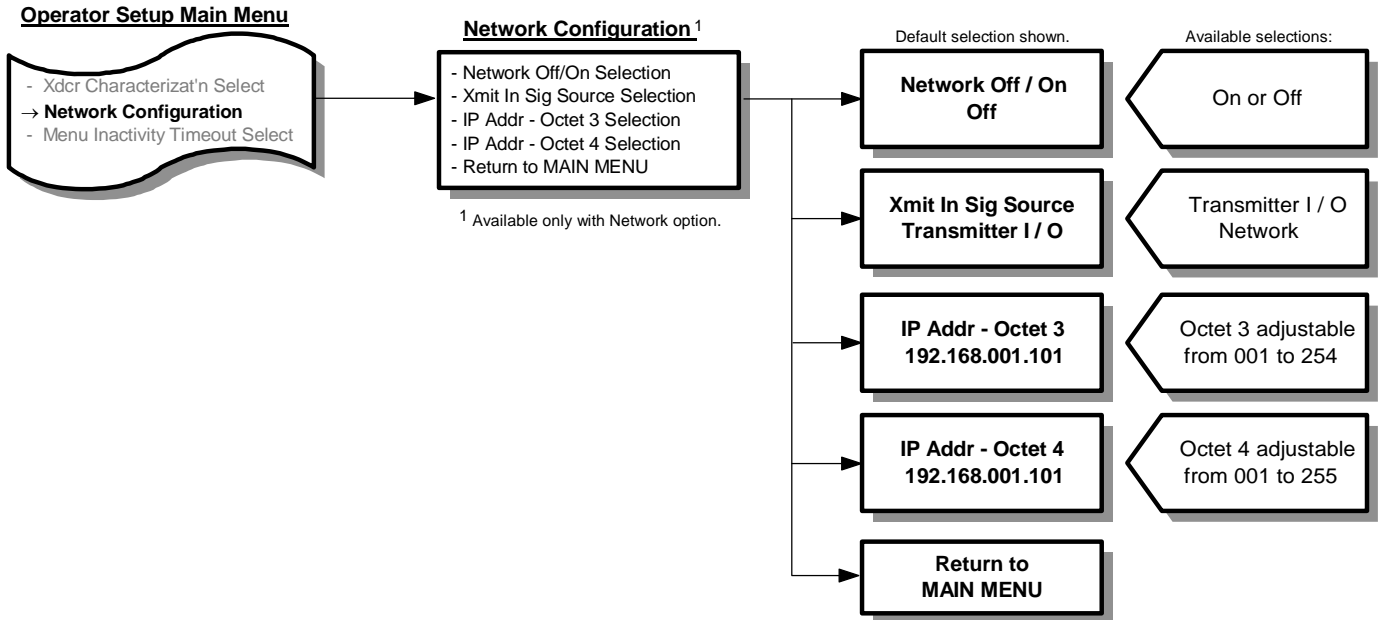 Operator Setup Main Menu
- Xdcr Characterizat'n Select
→ Network Configuration
- Menu Inactivity Timeout Select
Network Configuration 1
- Network Off/On Selection
- Xmit In Sig Source Selection
- IP Addr - Octet 3 Selection
- IP Addr - Octet 4 Selection
- Return to MAIN MENU
1 Available only with Network option.
Default selection shown.
Available selections:
Network Off / On
Off
On or Off
Xmit In Sig Source
Transmitter I / O
Transmitter I / O
Network
IP Addr - Octet 3
192.168.001.101
Octet 3 adjustable
from 001 to 254
IP Addr - Octet 4
192.168.001.101
Octet 4 adjustable
from 001 to 255
Return to
MAIN MENU